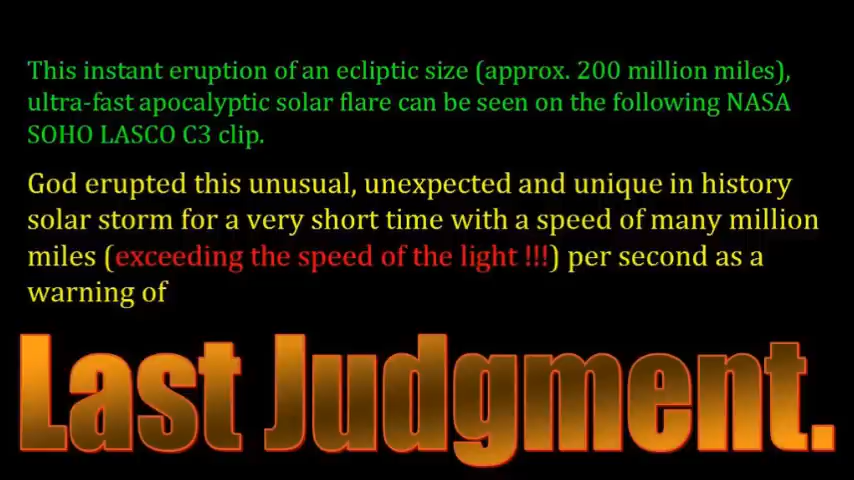 This instant eruption of an ecliptic size (approx. 200 million miles),
ultra-fast apocalyptic solar flare can be seen on the following NASA
SOHO LASCO C3 clip.
God erupted this unusual, unexpected and unique in history
solar storm for a very short time with a speed of many million
miles (exceeding the speed of the light !!!) per second as a
warning of
Last Judgment.